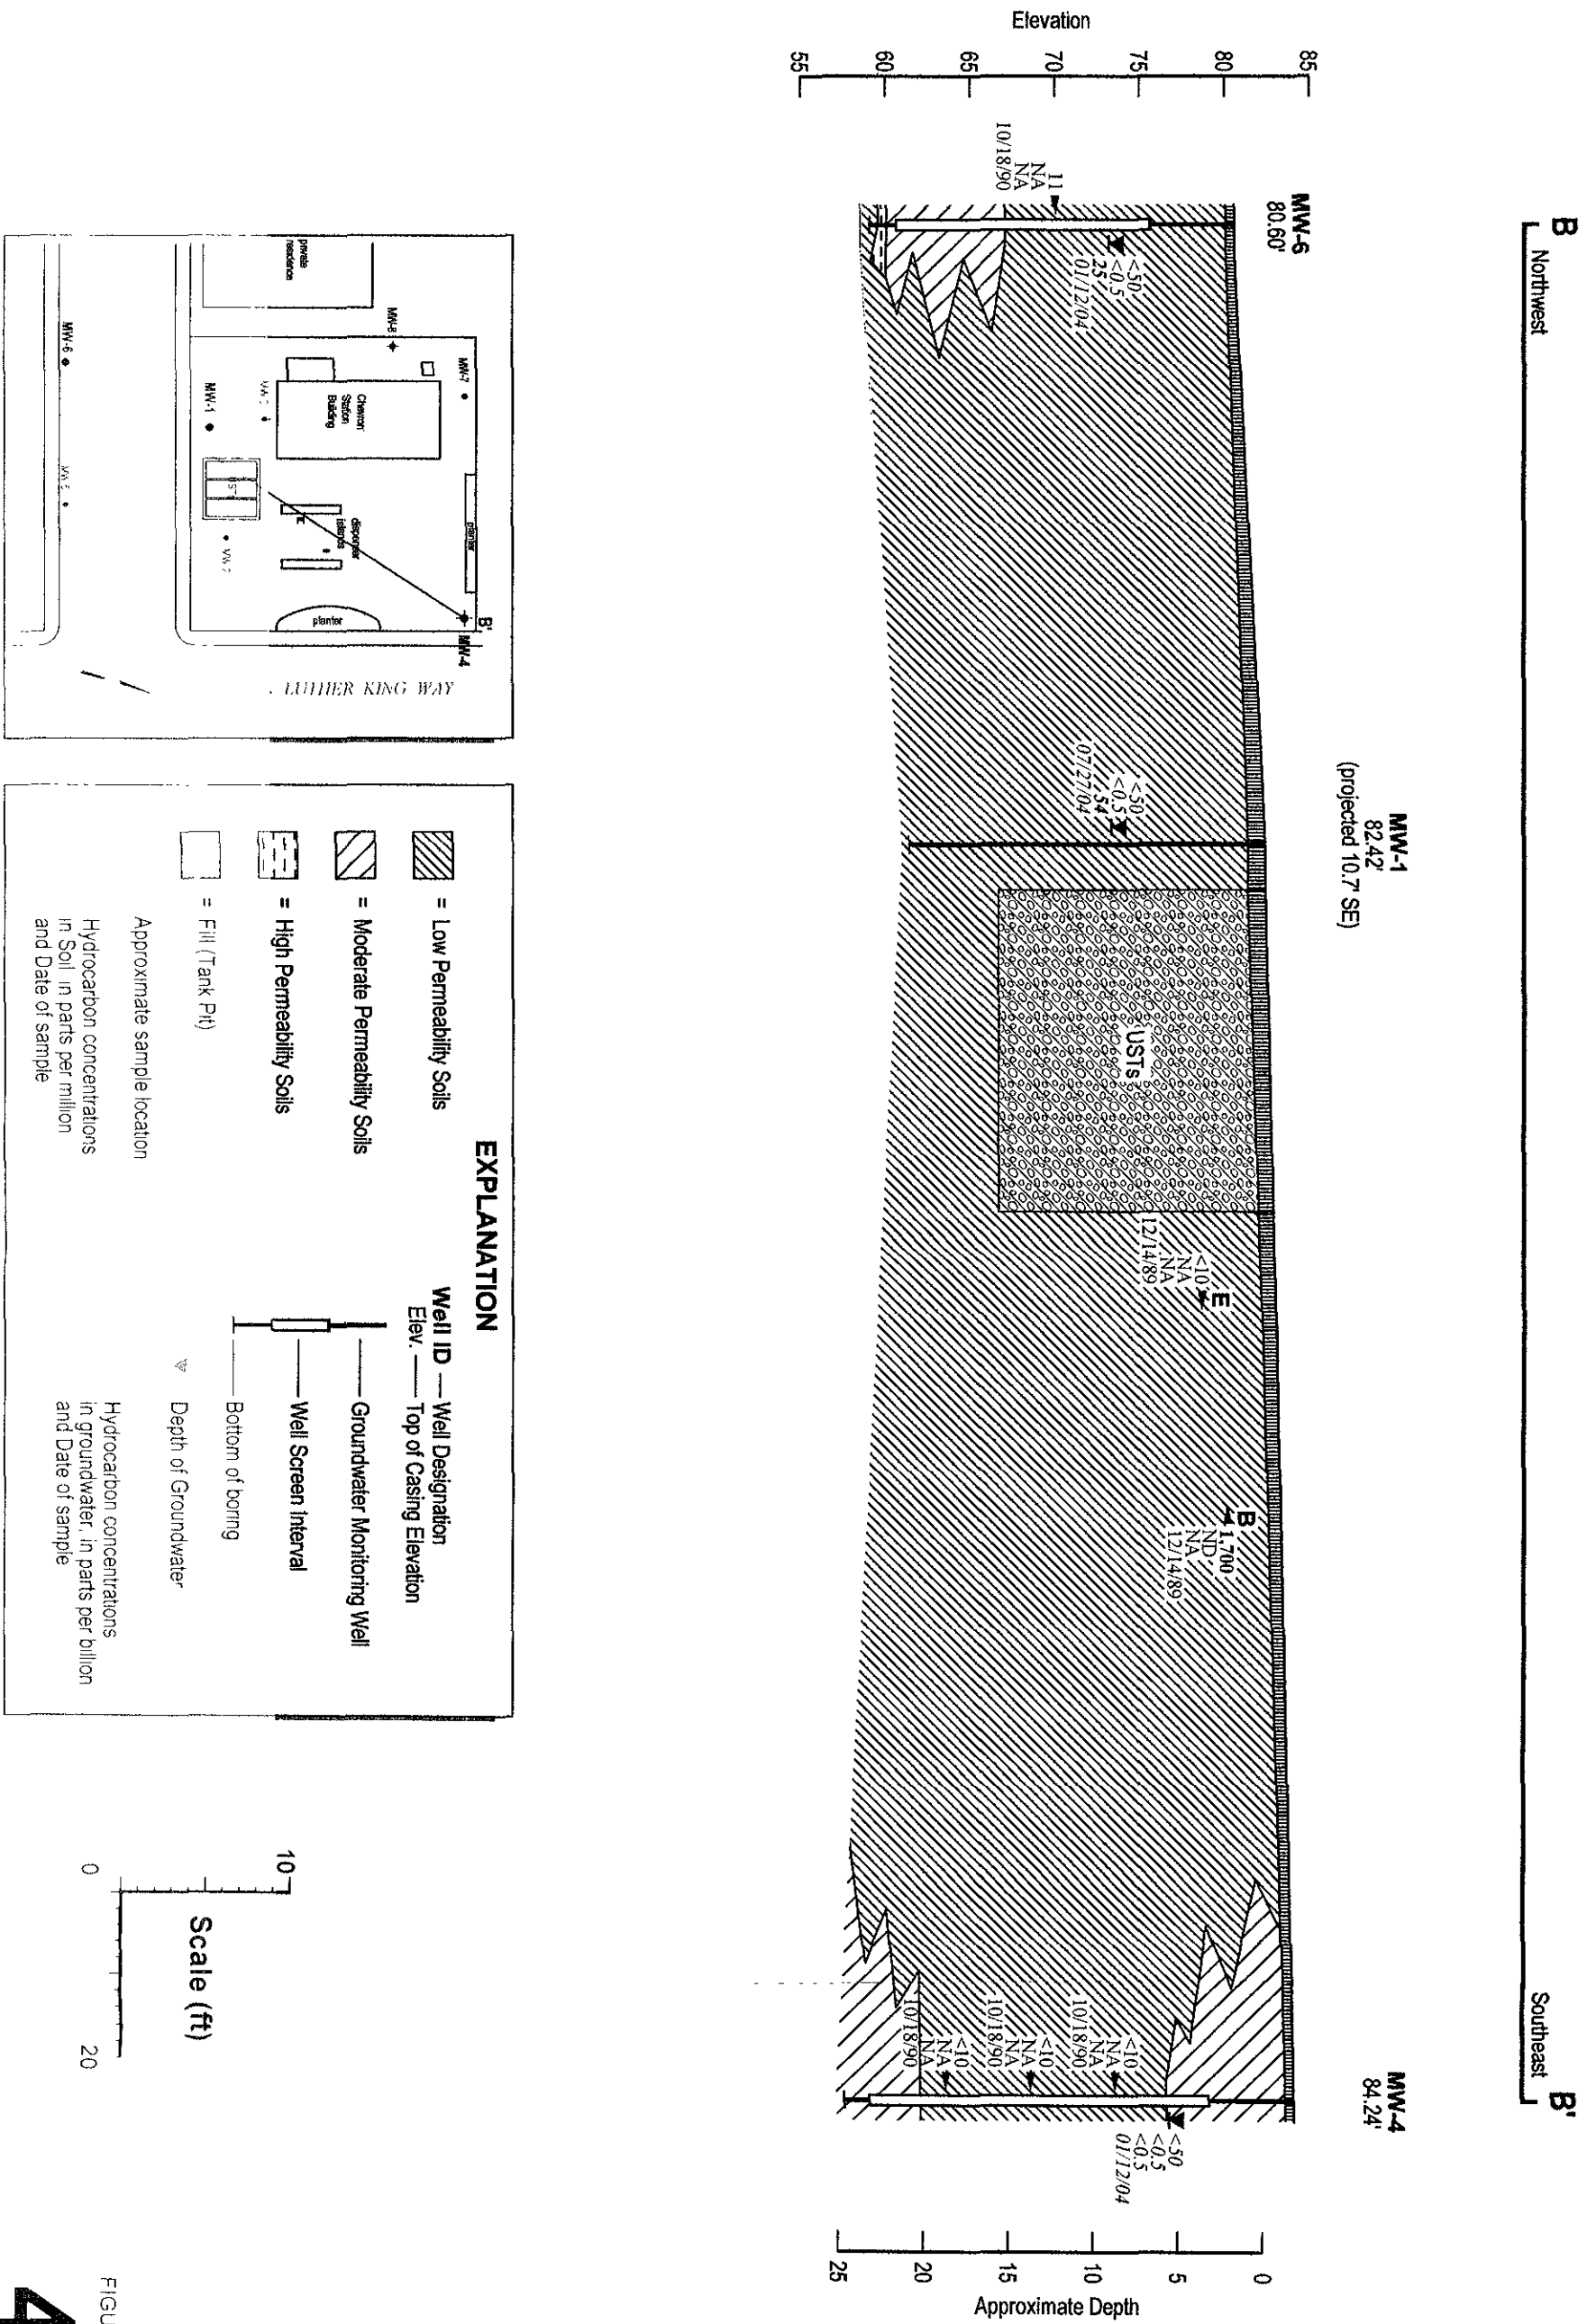 B
Northwest
Southeast
B'
MW-6
80.60'
MW-1
82.42'
(projected 10.7' SE)
MW-4
84.24'
Elevation
85
80
75
70
65
60
55
<50
<0.5
25
01/12/04
11
NA
NA
10/18/90
<50
<0.5
54
07/27/04
USTs
E
<10
NA
NA
12/14/89
B
1,700
ND
NA
12/14/89
<10
NA
NA
10/18/90
<10
NA
NA
10/18/90
<10
NA
NA
10/18/90
<50
<0.5
<0.5
01/12/04
0
5
10
15
20
25
Approximate Depth
private
residence
MW-8
MW-7
Chevron
Station
Building
MW-1
MW-6
MW-5
MW-2
dispenser
islands
planter
planter
B'
MW-4
LUTHER KING WAY
EXPLANATION
= Low Permeability Soils
= Moderate Permeability Soils
= High Permeability Soils
= Fill (Tank Pit)
Approximate sample location
Hydrocarbon concentrations
in Soil in parts per million
and Date of sample
Well ID — Well Designation
Elev. — Top of Casing Elevation
Groundwater Monitoring Well
Well Screen Interval
Bottom of boring
Depth of Groundwater
Hydrocarbon concentrations
in groundwater, in parts per billion
and Date of sample
10
Scale (ft)
0
20
FIGU
4